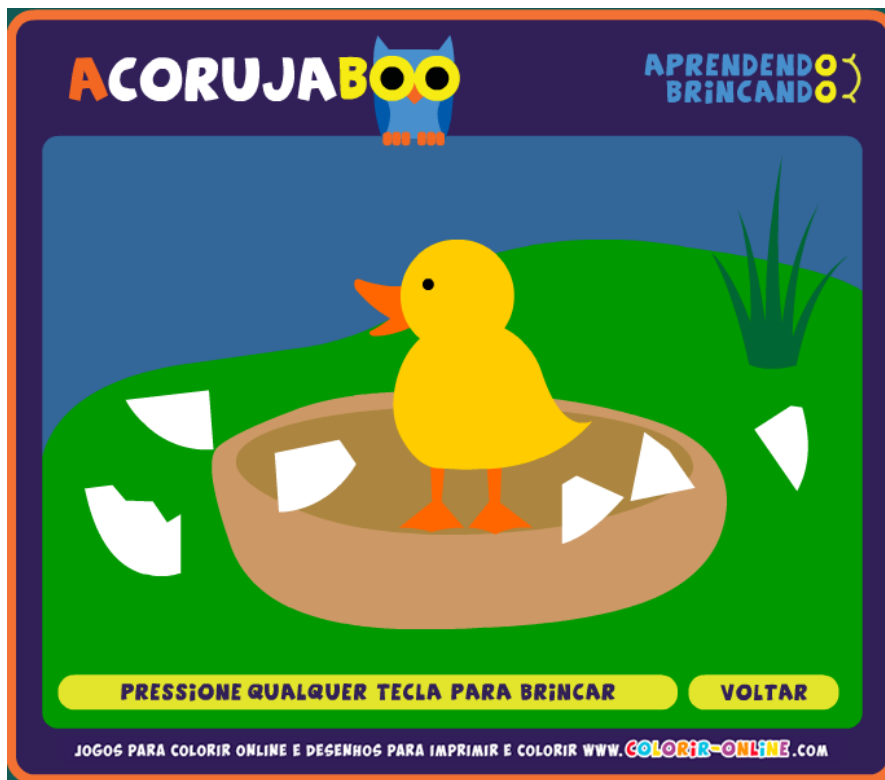 ACORUJABOO
APRENDENDO
BRiNCANDO
PRESSiONE QUALQUER TECLA PARA BRiNCAR
VOLTAR
JOGOS PARA COLORIR ONLINE E DESENHOS PARA IMPRIMIR E COLORIR WWW.COLORiR-ONLiNE.COM